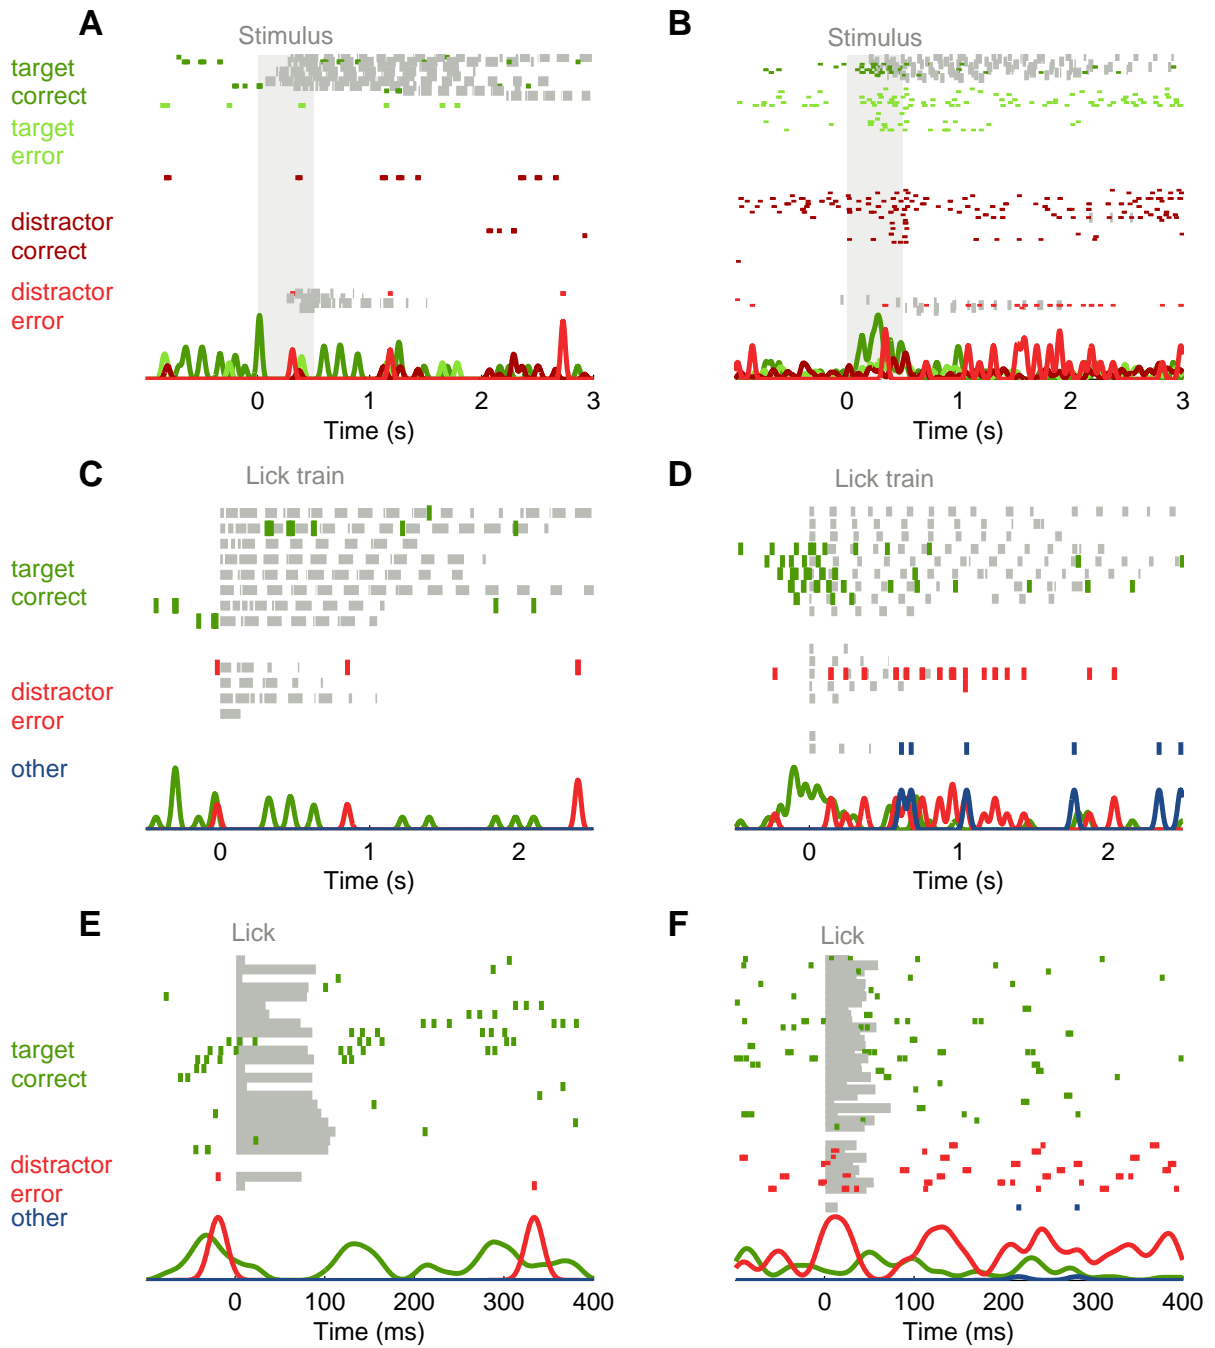 A
Stimulus
target
correct
target
error
distractor
correct
distractor
error
0 1 2 3
Time (s)
B
Stimulus
0 1 2 3
Time (s)
C
Lick train
target
correct
distractor
error
other
0 1 2
Time (s)
D
Lick train
0 1 2
Time (s)
E
Lick
target
correct
distractor
error
other
0 100 200 300 400
Time (ms)
F
Lick
0 100 200 300 400
Time (ms)